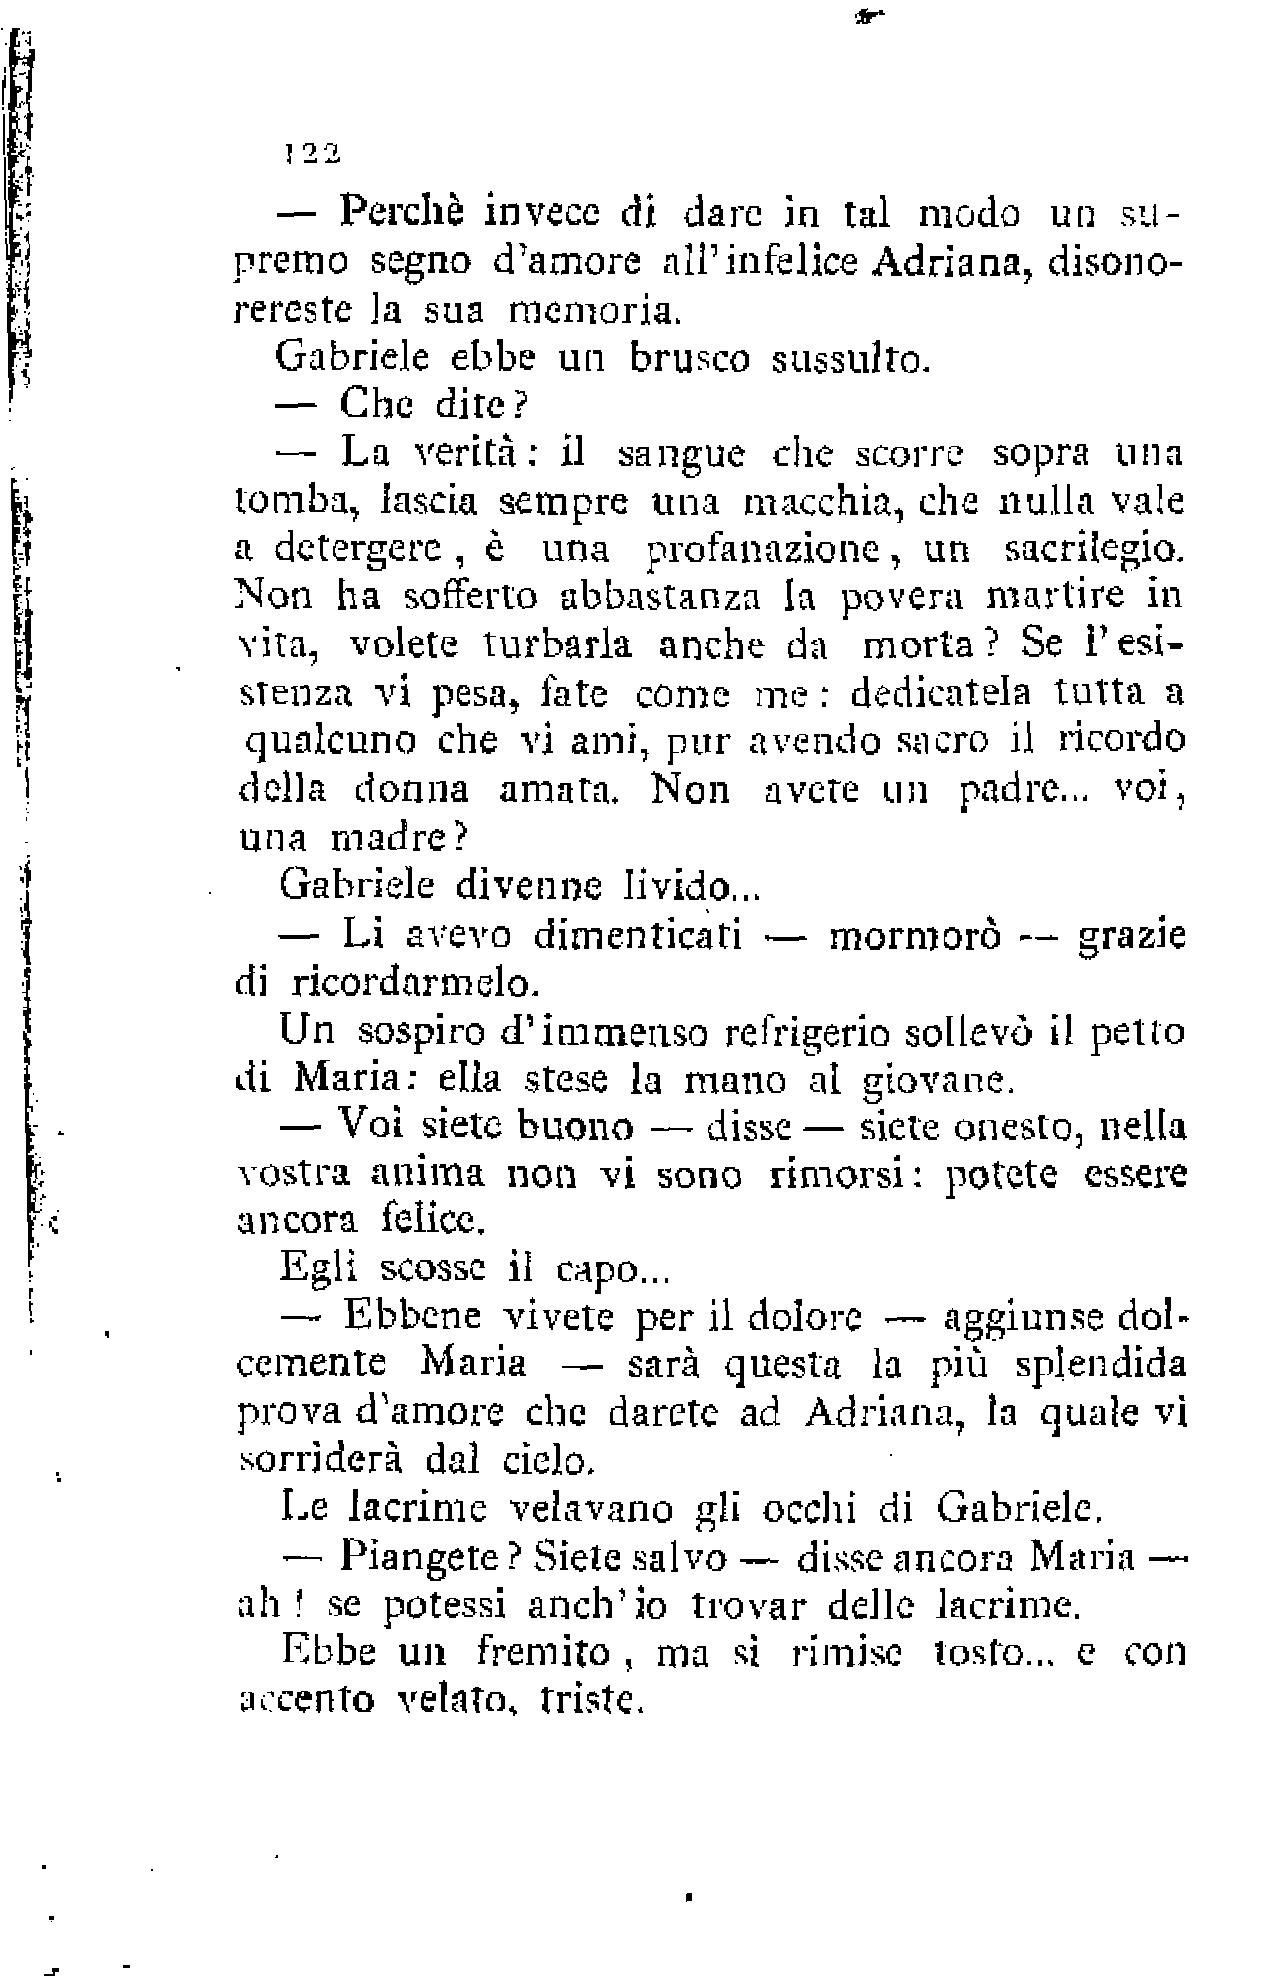 122
— Perchè invece di dare in tal modo un su-
premo segno d'amore all'infelice Adriana, disono-
rereste la sua memoria.
Gabriele ebbe un brusco sussulto.
— Che dite?
— La verità: il sangue che scorre sopra una
tomba, lascia sempre una macchia, che nulla vale
a detergere, è una profanazione, un sacrilegio.
Non ha sofferto abbastanza la povera martire in
vita, volete turbarla anche da morta? Se l'esi-
stenza vi pesa, fate come me: dedicatela tutta a
qualcuno che vi ami, pur avendo sacro il ricordo
della donna amata. Non avete un padre... voi,
una madre?
Gabriele divenne livido...
— Li avevo dimenticati — mormorò — grazie
di ricordarmelo.
Un sospiro d'immenso refrigerio sollevò il petto
di Maria: ella stese la mano al giovane.
— Voi siete buono — disse — siete onesto, nella
vostra anima non vi sono rimorsi: potete essere
ancora felice.
Egli scosse il capo...
— Ebbene vivete per il dolore — aggiunse dol-
cemente Maria — sarà questa la più splendida
prova d'amore che darete ad Adriana, la quale vi
sorriderà dal cielo.
Le lacrime velavano gli occhi di Gabriele.
— Piangete? Siete salvo — disse ancora Maria —
ah! se potessi anch'io trovar delle lacrime.
Ebbe un fremito, ma si rimise tosto... e con
accento velato, triste.